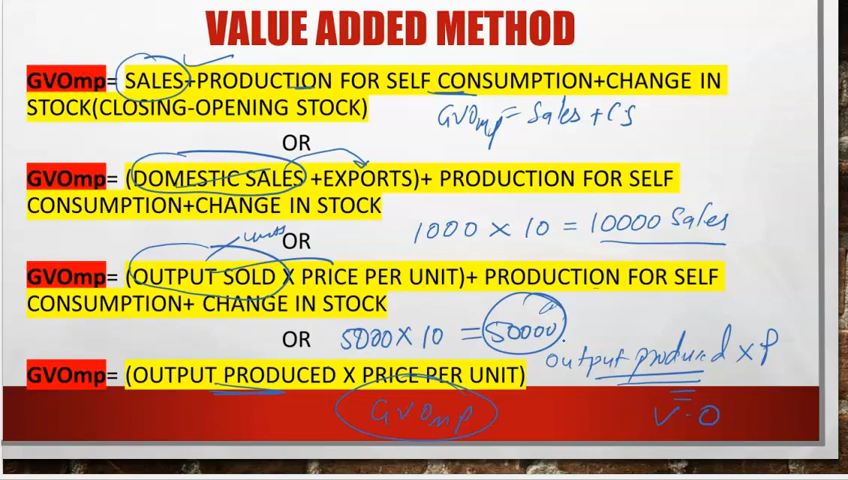 VALUE ADDED METHOD
GVOmp= SALES+PRODUCTION FOR SELF CONSUMPTION+CHANGE IN
STOCK(CLOSING-OPENING STOCK)
GVOmp = Sales + CS
OR
GVOmp= (DOMESTIC SALES +EXPORTS)+ PRODUCTION FOR SELF
CONSUMPTION+CHANGE IN STOCK
1000 × 10 = 10000 Sales
units
OR
GVOmp= (OUTPUT SOLD X PRICE PER UNIT)+ PRODUCTION FOR SELF
CONSUMPTION+ CHANGE IN STOCK
OR
5000 × 10 = 50000.
output produced × P
GVOmp= (OUTPUT PRODUCED X PRICE PER UNIT)
GVOmp
V.O